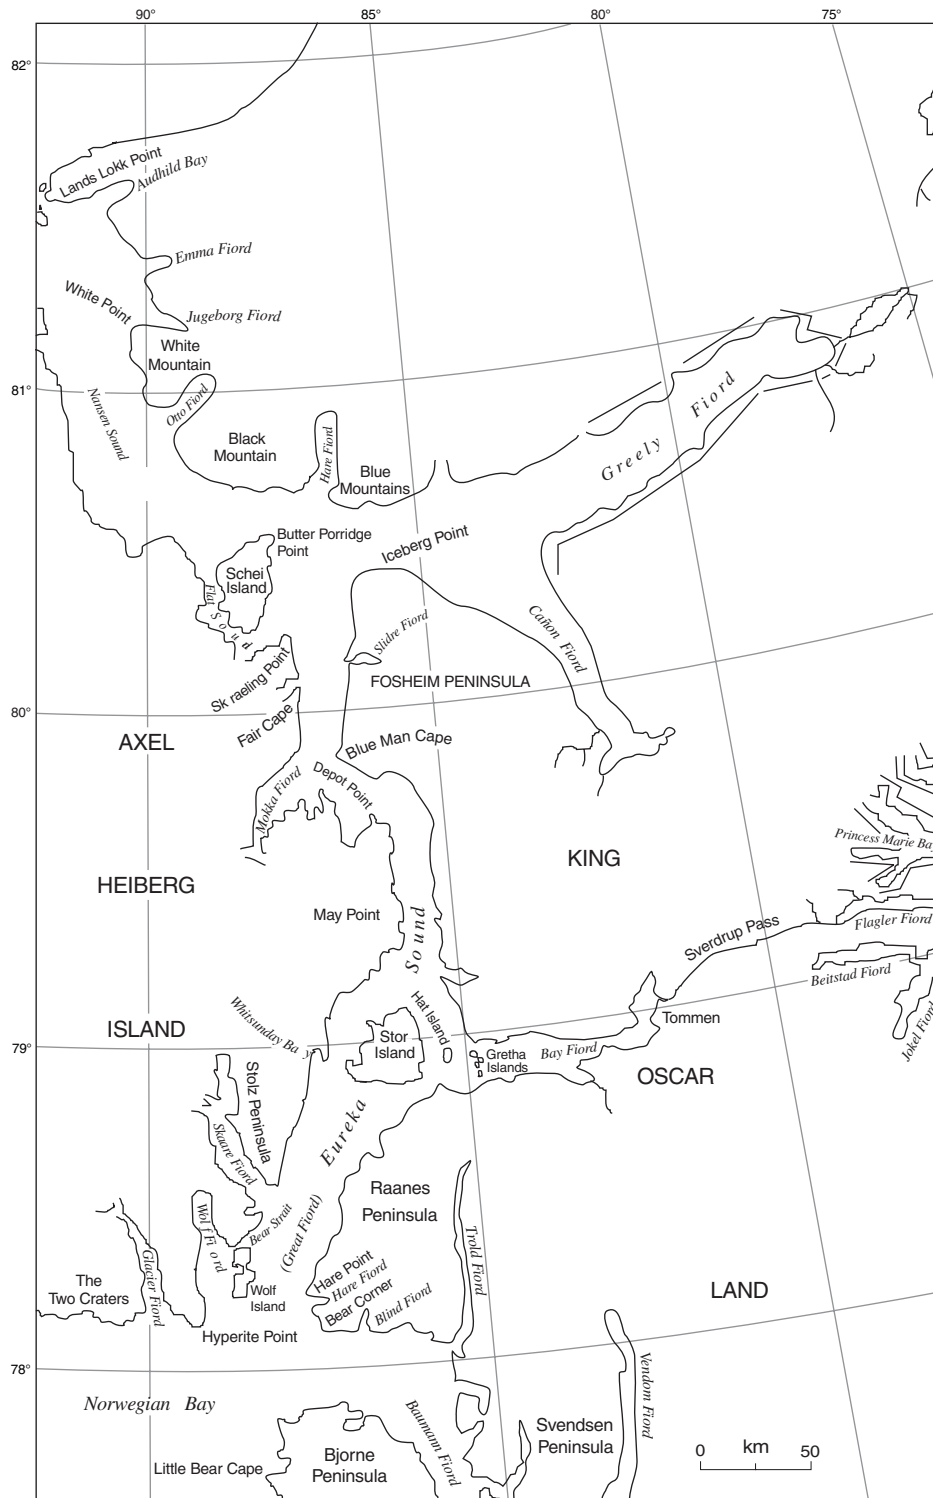 90°
85°
80°
75°
82°
Lands Lokk Point
Audhild Bay
Emma Fiord
White Point
Jugeborg Fiord
White
Mountain
81°
Nansen Sound
Otto Fiord
Black
Mountain
Hare Fiord
Blue
Mountains
Greely Fiord
Butter Porridge
Point
Iceberg Point
Schei
Island
Flat Sound
Slidre Fiord
Cañon Fiord
Skraeling Point
FOSHEIM PENINSULA
80°
Fair Cape
AXEL
Blue Man Cape
Mokka Fiord
Depot Point
Princess Marie Bay
KING
HEIBERG
May Point
Sound
Sverdrup Pass
Flagler Fiord
Beitstad Fiord
Jokel Fiord
Whitsunday Bay
Hat Island
ISLAND
Tommen
79°
Stor
Island
Gretha
Islands
Bay Fiord
OSCAR
Stolz Peninsula
Eureka
Skaare Fiord
Raanes
Peninsula
Wolf Fiord
Bear Strait
(Great Fiord)
Trold Fiord
Glacier Fiord
Hare Point
Hare Fiord
Bear Corner
Blind Fiord
The
Two Craters
Wolf
Island
LAND
Hyperite Point
78°
Norwegian Bay
Baumann Fiord
Vendom Fiord
Svendsen
Peninsula
Bjorne
Peninsula
Little Bear Cape
0 km 50